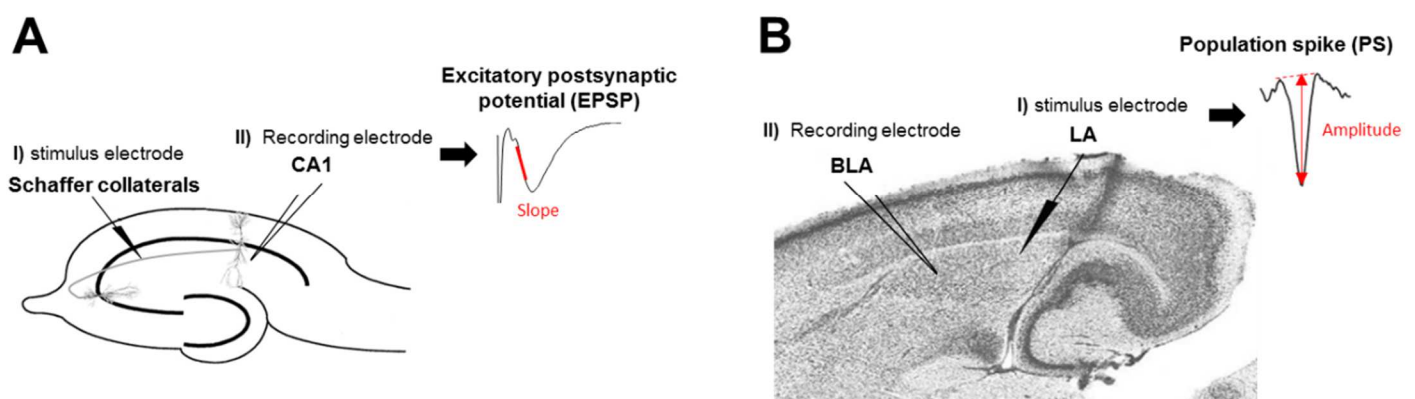 A
Excitatory postsynaptic
potential (EPSP)
II) Recording electrode
CA1
I) stimulus electrode
Schaffer collaterals
Slope
B
Population spike (PS)
I) stimulus electrode
LA
II) Recording electrode
BLA
Amplitude